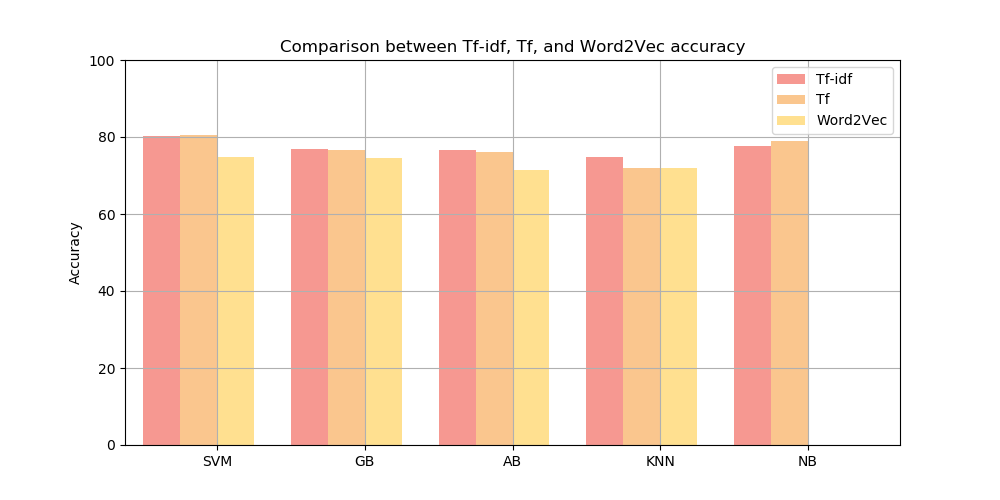 Comparison between Tf-idf, Tf, and Word2Vec accuracy
100
80
60
40
20
0
Accuracy
Tf-idf
Tf
Word2Vec
SVM
GB
AB
KNN
NB